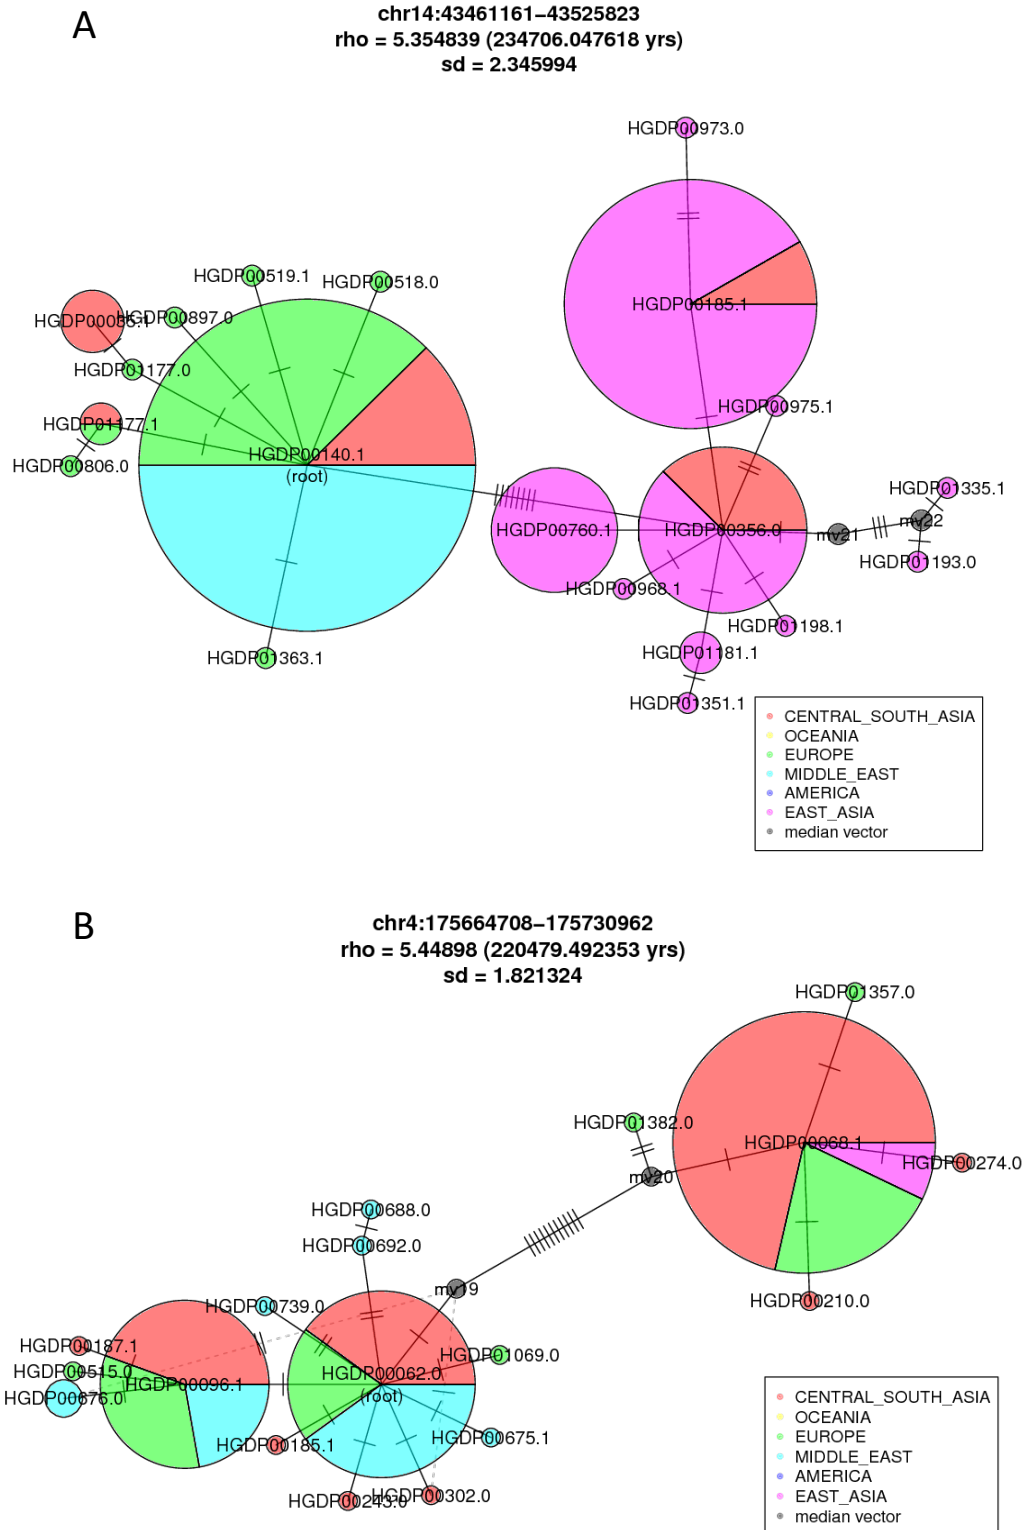 A
chr14:43461161−43525823
rho = 5.354839 (234706.047618 yrs)
sd = 2.345994
HGDP00973.0
HGDP00519.1
HGDP00518.0
HGDP00897.0
HGDP00185.1
HGDP01177.0
HGDP00975.1
HGDP01177.1
HGDP00140.1
(root)
HGDP00806.0
HGDP01335.1
mv22
HGDP00760.1
HGDP00356.0
mv21
HGDP01193.0
HGDP00968.1
HGDP01198.1
HGDP01363.1
HGDP01181.1
HGDP01351.1
CENTRAL_SOUTH_ASIA
OCEANIA
EUROPE
MIDDLE_EAST
AMERICA
EAST_ASIA
median vector
B
chr4:175664708−175730962
rho = 5.44898 (220479.492353 yrs)
sd = 1.821324
HGDP01357.0
HGDP01382.0
HGDP00068.1
HGDP00274.0
mv20
HGDP00688.0
HGDP00692.0
mv19
HGDP00739.0
HGDP00210.0
HGDP00187.1
HGDP01069.0
HGDP00515.0
HGDP00062.0
(root)
HGDP00096.1
HGDP00676.0
HGDP00185.1
HGDP00675.1
HGDP00243.0
HGDP00302.0
CENTRAL_SOUTH_ASIA
OCEANIA
EUROPE
MIDDLE_EAST
AMERICA
EAST_ASIA
median vector